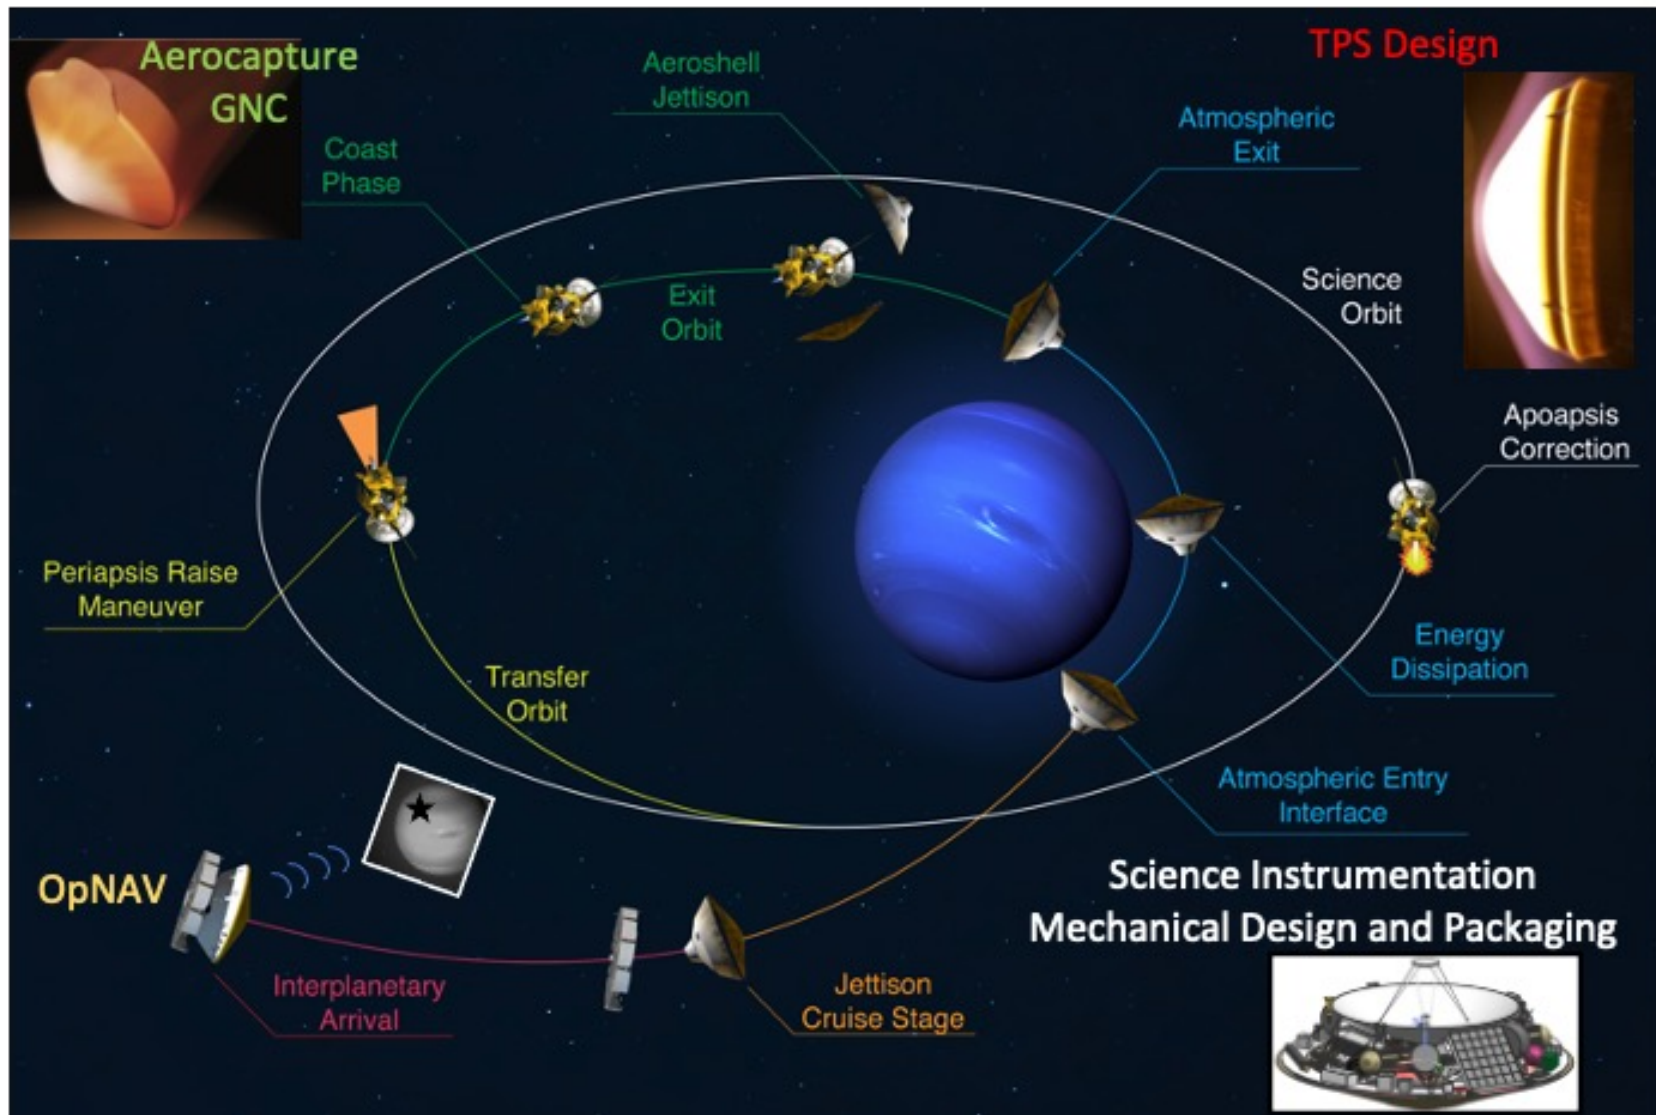 Aerocapture
GNC
Aeroshell
Jettison
TPS Design
Coast
Phase
Atmospheric
Exit
Exit
Orbit
Science
Orbit
Apoapsis
Correction
Periapsis Raise
Maneuver
Energy
Dissipation
Transfer
Orbit
Atmospheric Entry
Interface
OpNAV
Science Instrumentation
Mechanical Design and Packaging
Interplanetary
Arrival
Jettison
Cruise Stage